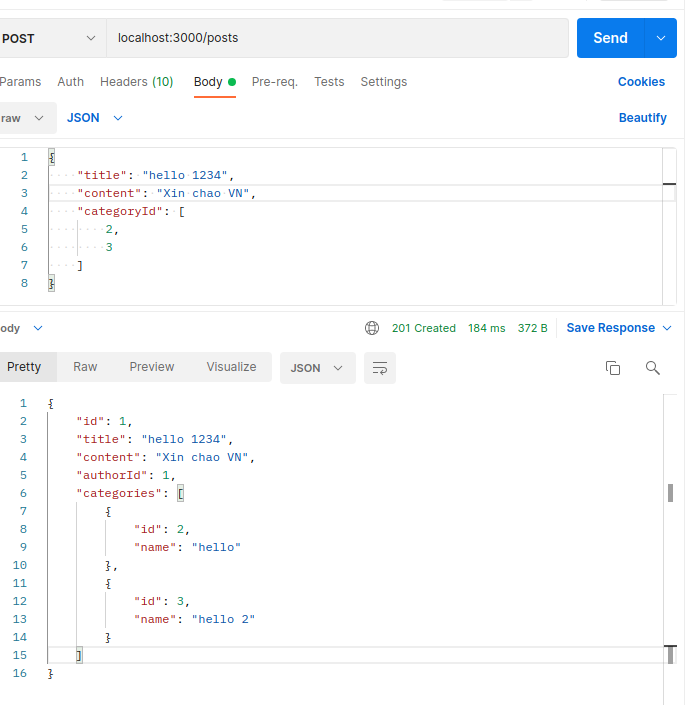 POST localhost:3000/posts Send
Params Auth Headers (10) Body Pre-req. Tests Settings Cookies
raw JSON Beautify
1 {
2 "title": "hello 1234",
3 "content": "Xin chao VN",
4 "categoryId": [
5 2,
6 3
7 ]
8 }
ody 201 Created 184 ms 372 B Save Response
Pretty Raw Preview Visualize JSON
1 {
2 "id": 1,
3 "title": "hello 1234",
4 "content": "Xin chao VN",
5 "authorId": 1,
6 "categories": [
7 {
8 "id": 2,
9 "name": "hello"
10 },
11 {
12 "id": 3,
13 "name": "hello 2"
14 }
15 ]
16 }